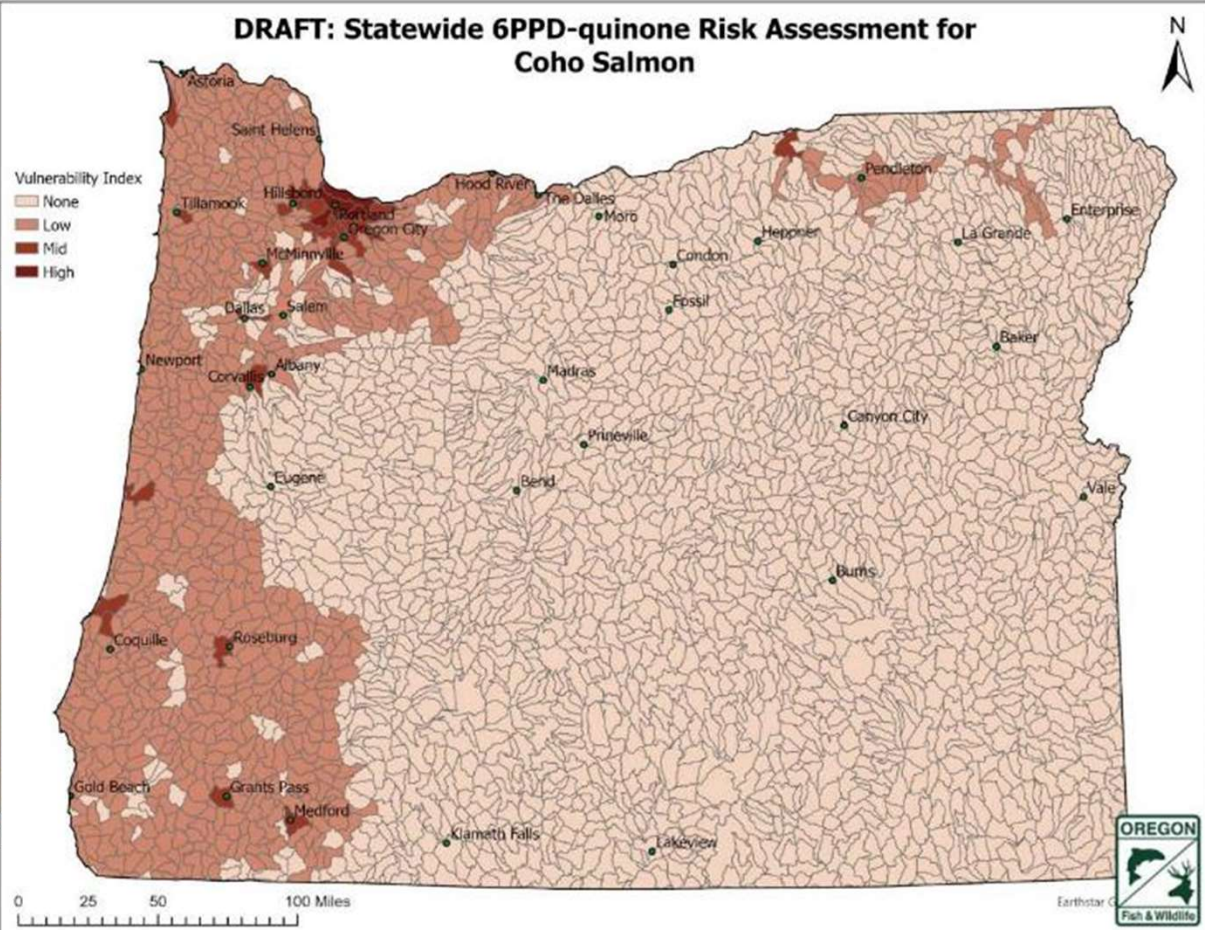 DRAFT: Statewide 6PPD-quinone Risk Assessment for
Coho Salmon
N
Astoria
Saint Helens
Vulnerability Index
None
Low
Mid
High
Hillsboro
Hood River
The Dalles
Pendleton
Tillamook
Portland
Moro
Enterprise
Oregon City
Heppner
La Grande
McMinnville
Condon
Dallas
Salem
Fossil
Baker
Newport
Albany
Corvallis
Madras
Canyon City
Prineville
Eugene
Bend
Vale
Burns
Coquille
Roseburg
Gold Beach
Grants Pass
Medford
Klamath Falls
Lakeview
0 25 50 100 Miles
Earthstar G
OREGON
Fish & Wildlife